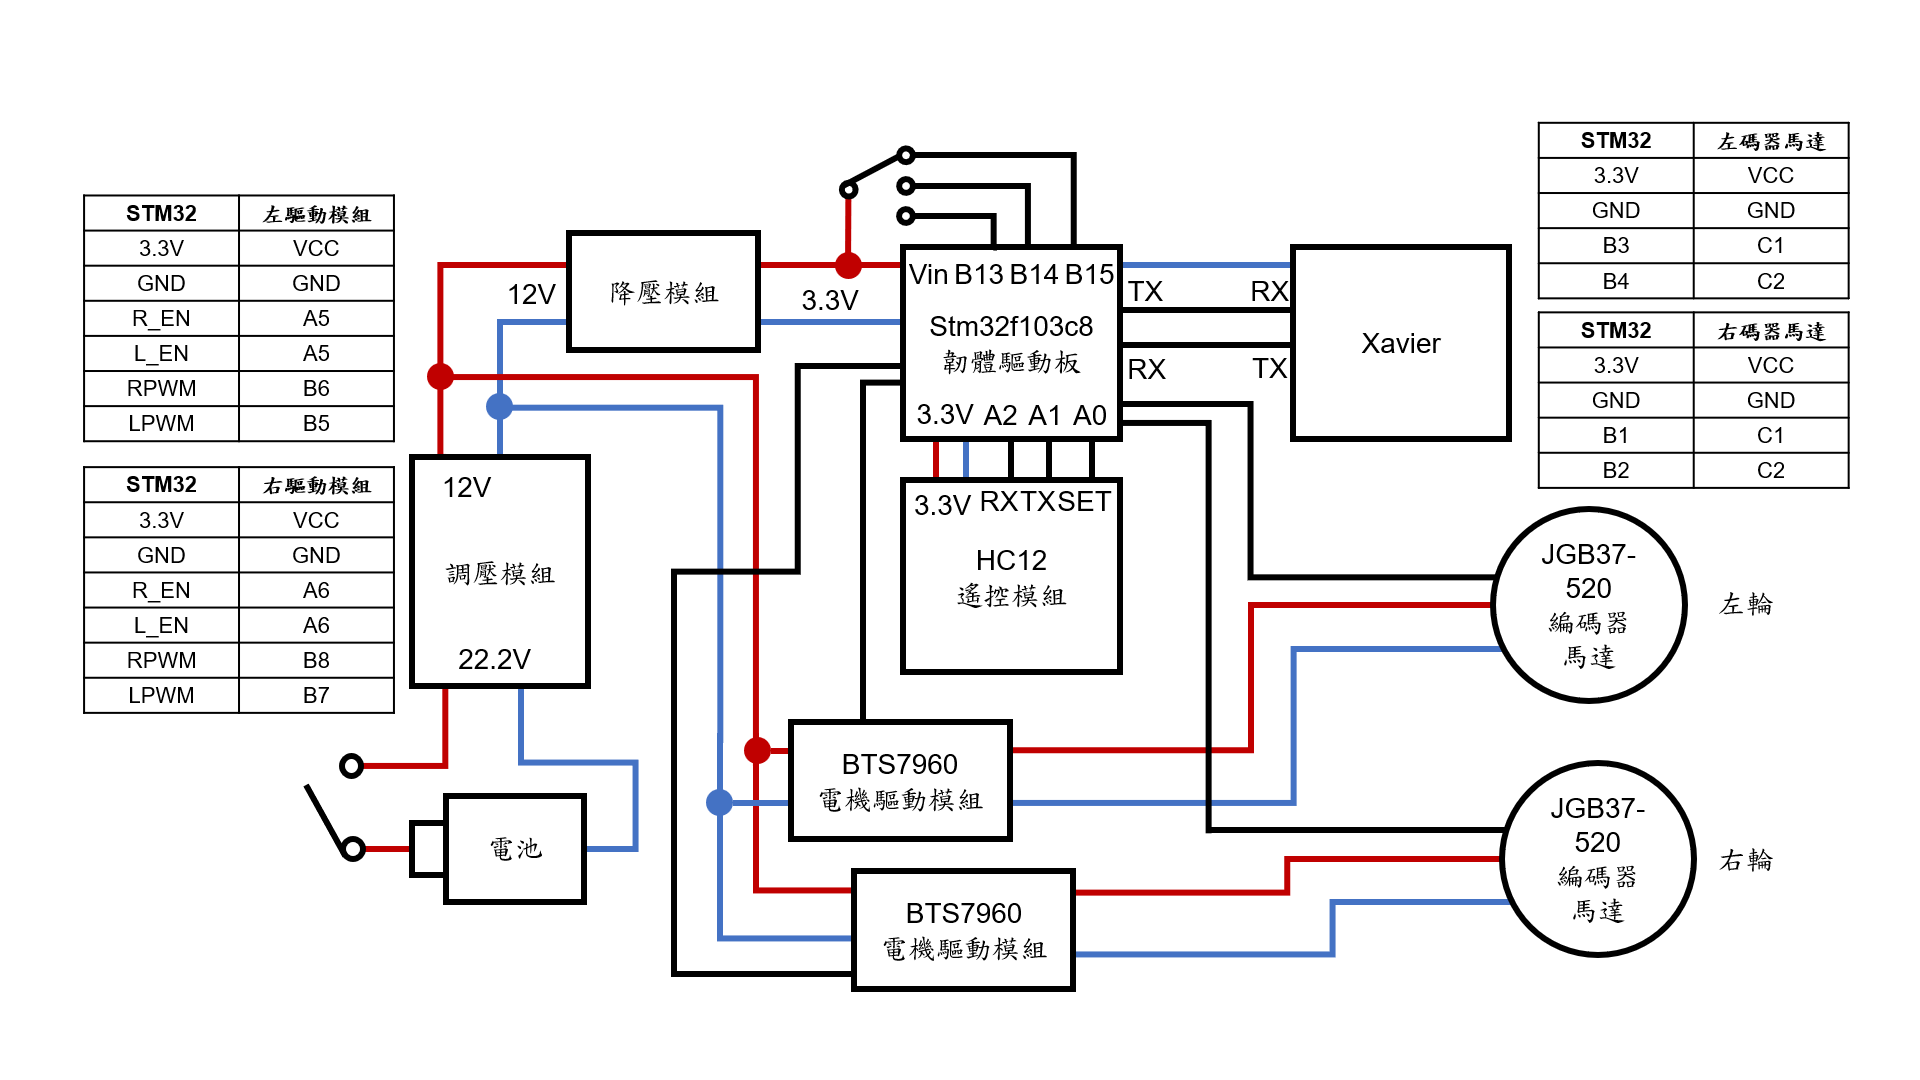 STM32 左驅動模組
3.3V VCC
GND GND
R_EN A5
L_EN A5
RPWM B6
LPWM B5
STM32 右驅動模組
3.3V VCC
GND GND
R_EN A6
L_EN A6
RPWM B8
LPWM B7
12V
降壓模組
3.3V
12V
調壓模組
22.2V
電池
Vin B13 B14 B15
Stm32f103c8
韌體驅動板
3.3V A2 A1 A0
TX RX
RX TX
Xavier
3.3V RX TX SET
HC12
遙控模組
BTS7960
電機驅動模組
BTS7960
電機驅動模組
STM32 左碼器馬達
3.3V VCC
GND GND
B3 C1
B4 C2
STM32 右碼器馬達
3.3V VCC
GND GND
B1 C1
B2 C2
JGB37-
520
編碼器
馬達
左輪
JGB37-
520
編碼器
馬達
右輪